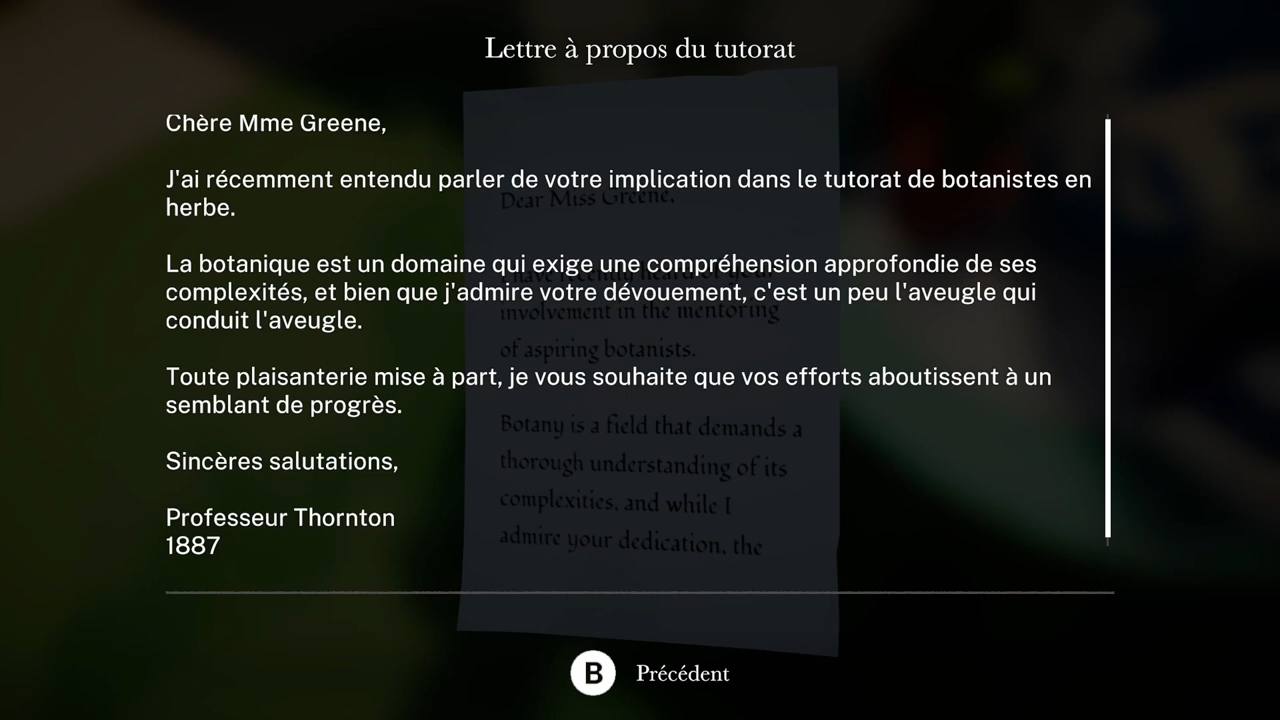 Lettre à propos du tutorat
Chère Mme Greene,
J'ai récemment entendu parler de votre implication dans le tutorat de botanistes en
herbe.
La botanique est un domaine qui exige une compréhension approfondie de ses
complexités, et bien que j'admire votre dévouement, c'est un peu l'aveugle qui
conduit l'aveugle.
Toute plaisanterie mise à part, je vous souhaite que vos efforts aboutissent à un
semblant de progrès.
Sincères salutations,
Professeur Thornton
1887
Dear Miss Greene,
involvement in the mentoring
of aspiring botanists.
Botany is a field that demands a
thorough understanding of its
complexities, and while I
admire your dedication, the
B Précédent